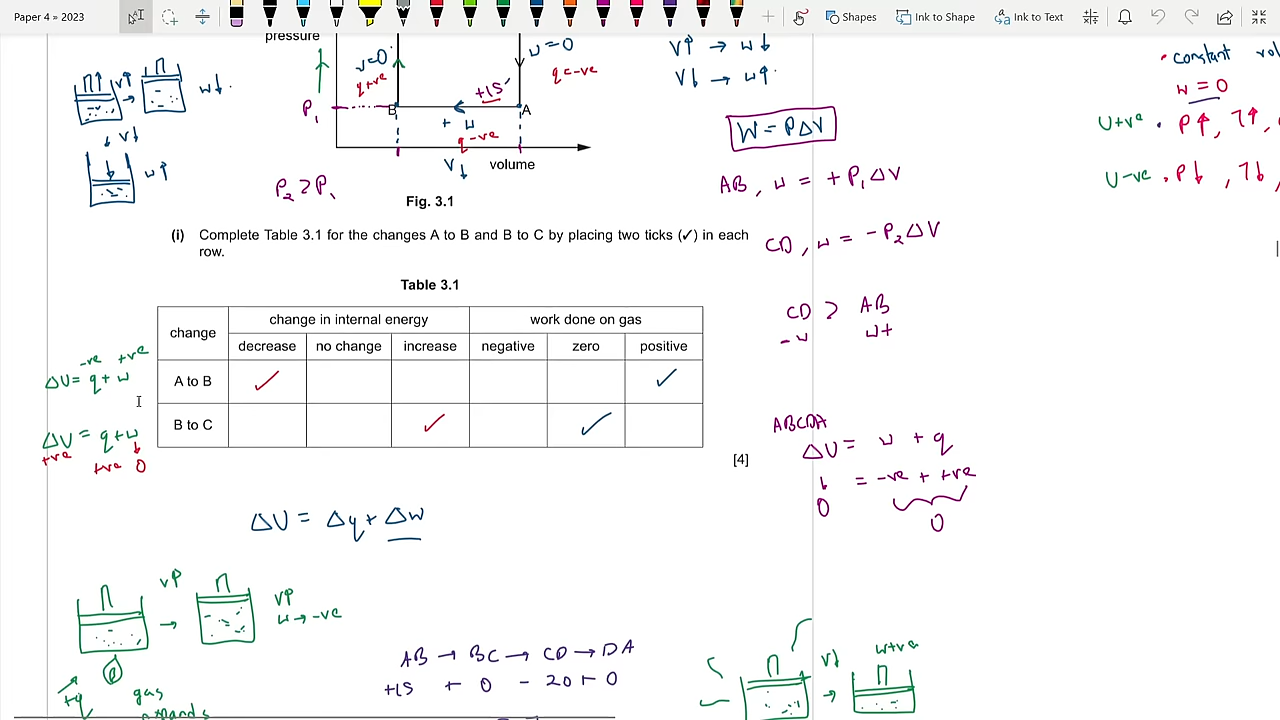 Paper 4 » 2023
Shapes
Ink to Shape
Ink to Text
pressure
w=0
q+ve
w=0
q=-ve
+15
P₁
B
A
+ w
q-ve
V↓
volume
P₂ > P₁
Fig. 3.1
V↑
w↓
V↓
w↑
V↑ → w↓
V↓ → w↑
W = PΔV
AB, w = +P₁ΔV
CD, w = -P₂ΔV
CD > AB
-w w+
• constant vol
w = 0
U+ve • P↑, T↑,
U-ve • P↓, T↓,
(i) Complete Table 3.1 for the changes A to B and B to C by placing two ticks (✓) in each
row.
Table 3.1
change
change in internal energy
work done on gas
decrease no change increase negative zero positive
A to B ✓ ✓
B to C ✓ ✓
[4]
-ve +ve
ΔU = q + w
ΔU = q + w
+ve +ve 0
ABCDA
ΔU = w + q
↓ = -ve + +ve
0 0
ΔU = Δq + Δw
V↑
V↑
w → -ve
+q
gas
AB → BC → CD → DA
+15 + 0 - 20 + 0
V↓
w+ve